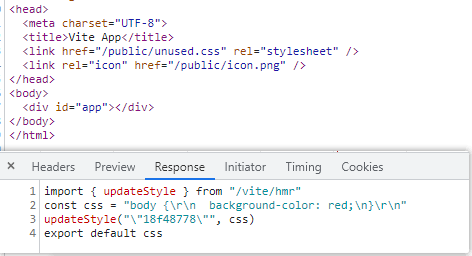 <head>
<meta charset="UTF-8">
<title>Vite App</title>
<link href="/public/unused.css" rel="stylesheet" />
<link rel="icon" href="/public/icon.png" />
</head>
<body>
<div id="app"></div>
</body>
</html>
× Headers Preview Response Initiator Timing Cookies
1 import { updateStyle } from "/vite/hmr"
2 const css = "body {\r\n  background-color: red;\n}\r\n"
3 updateStyle("\"18f48778\"", css)
4 export default css